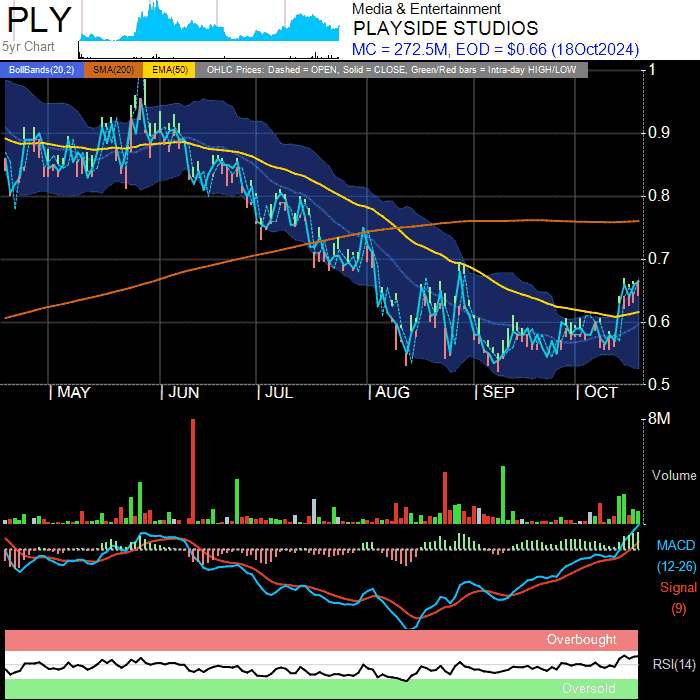 PLY
5yr Chart
Media & Entertainment
PLAYSIDE STUDIOS
MC = 272.5M, EOD = $0.66 (18Oct2024)
BollBands(20,2) SMA(200) EMA(50) OHLC Prices: Dashed = OPEN, Solid = CLOSE, Green/Red bars = Intra-day HIGH/LOW
1
0.9
0.8
0.7
0.6
0.5
MAY JUN JUL AUG SEP OCT
8M
Volume
MACD
(12-26)
Signal
(9)
Overbought
RSI(14)
Oversold